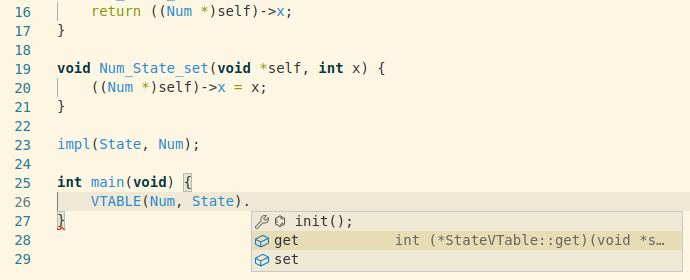 16 return ((Num *)self)->x;
17 }
18
19 void Num_State_set(void *self, int x) {
20 ((Num *)self)->x = x;
21 }
22
23 impl(State, Num);
24
25 int main(void) {
26 VTABLE(Num, State).
27 }
init();
28
get int (*StateVTable::get)(void *s…
29
set